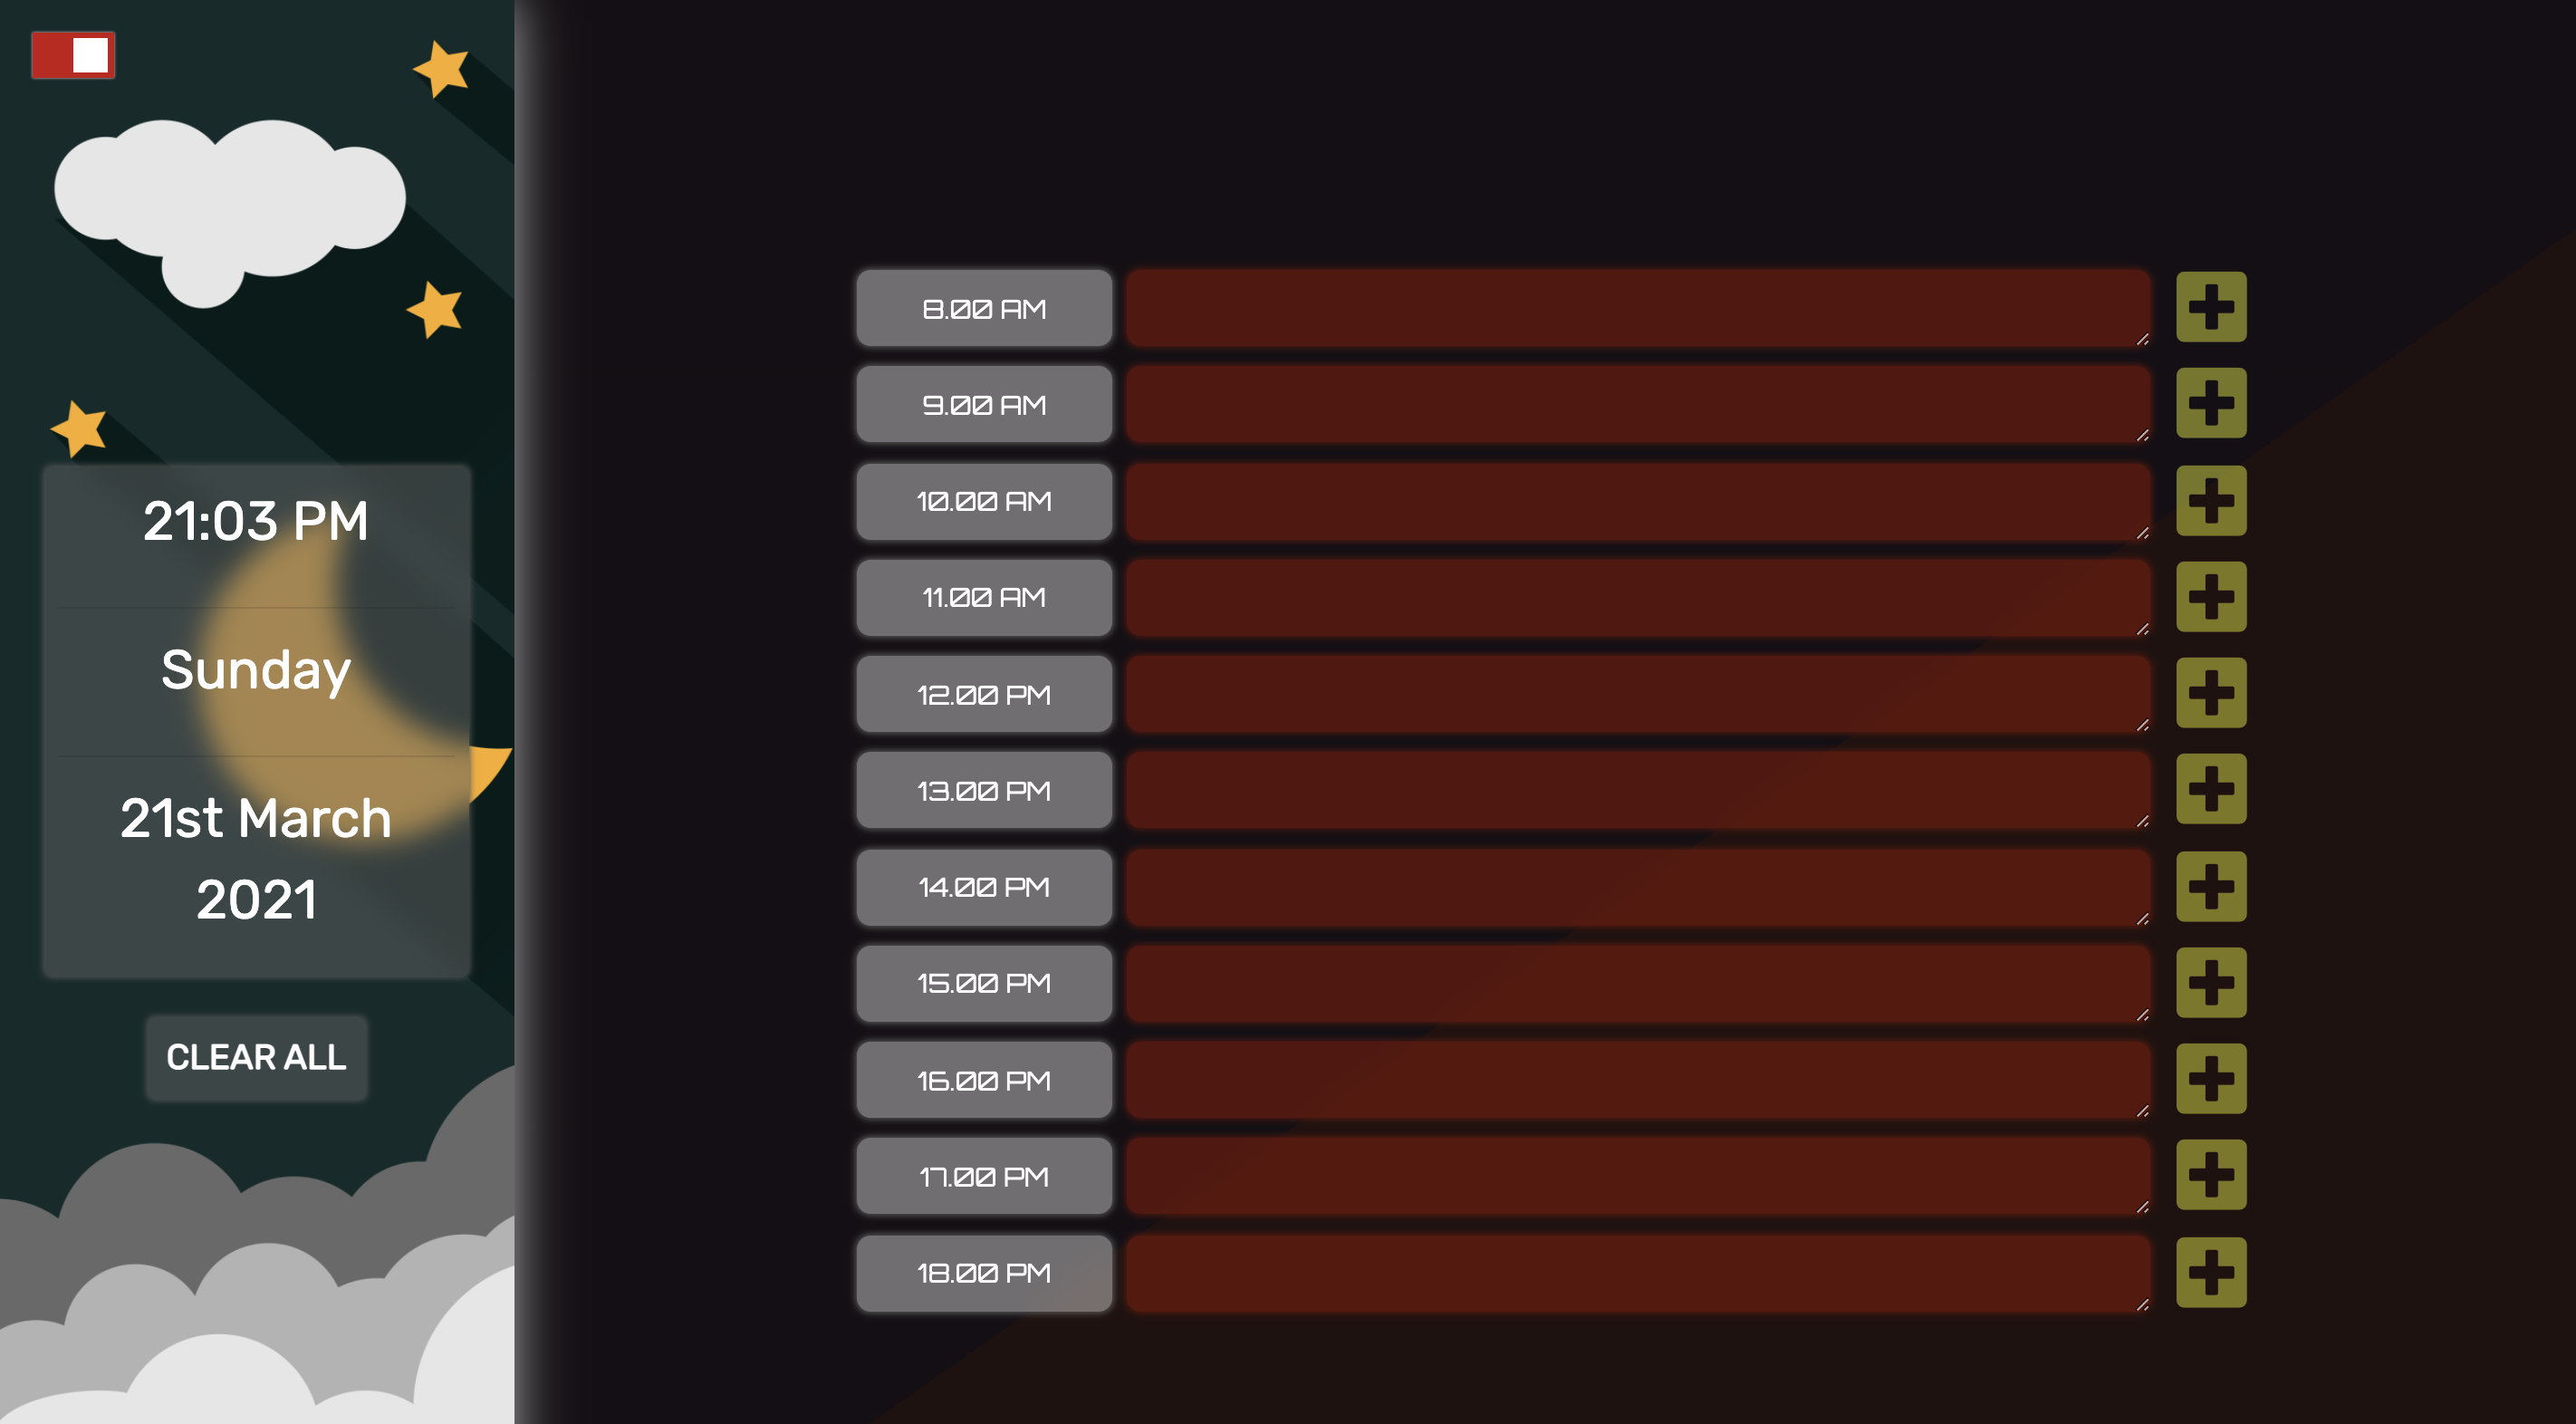 21:03 PM
Sunday
21st March
2021
CLEAR ALL
8.00 AM
9.00 AM
10.00 AM
11.00 AM
12.00 PM
13.00 PM
14.00 PM
15.00 PM
16.00 PM
17.00 PM
18.00 PM